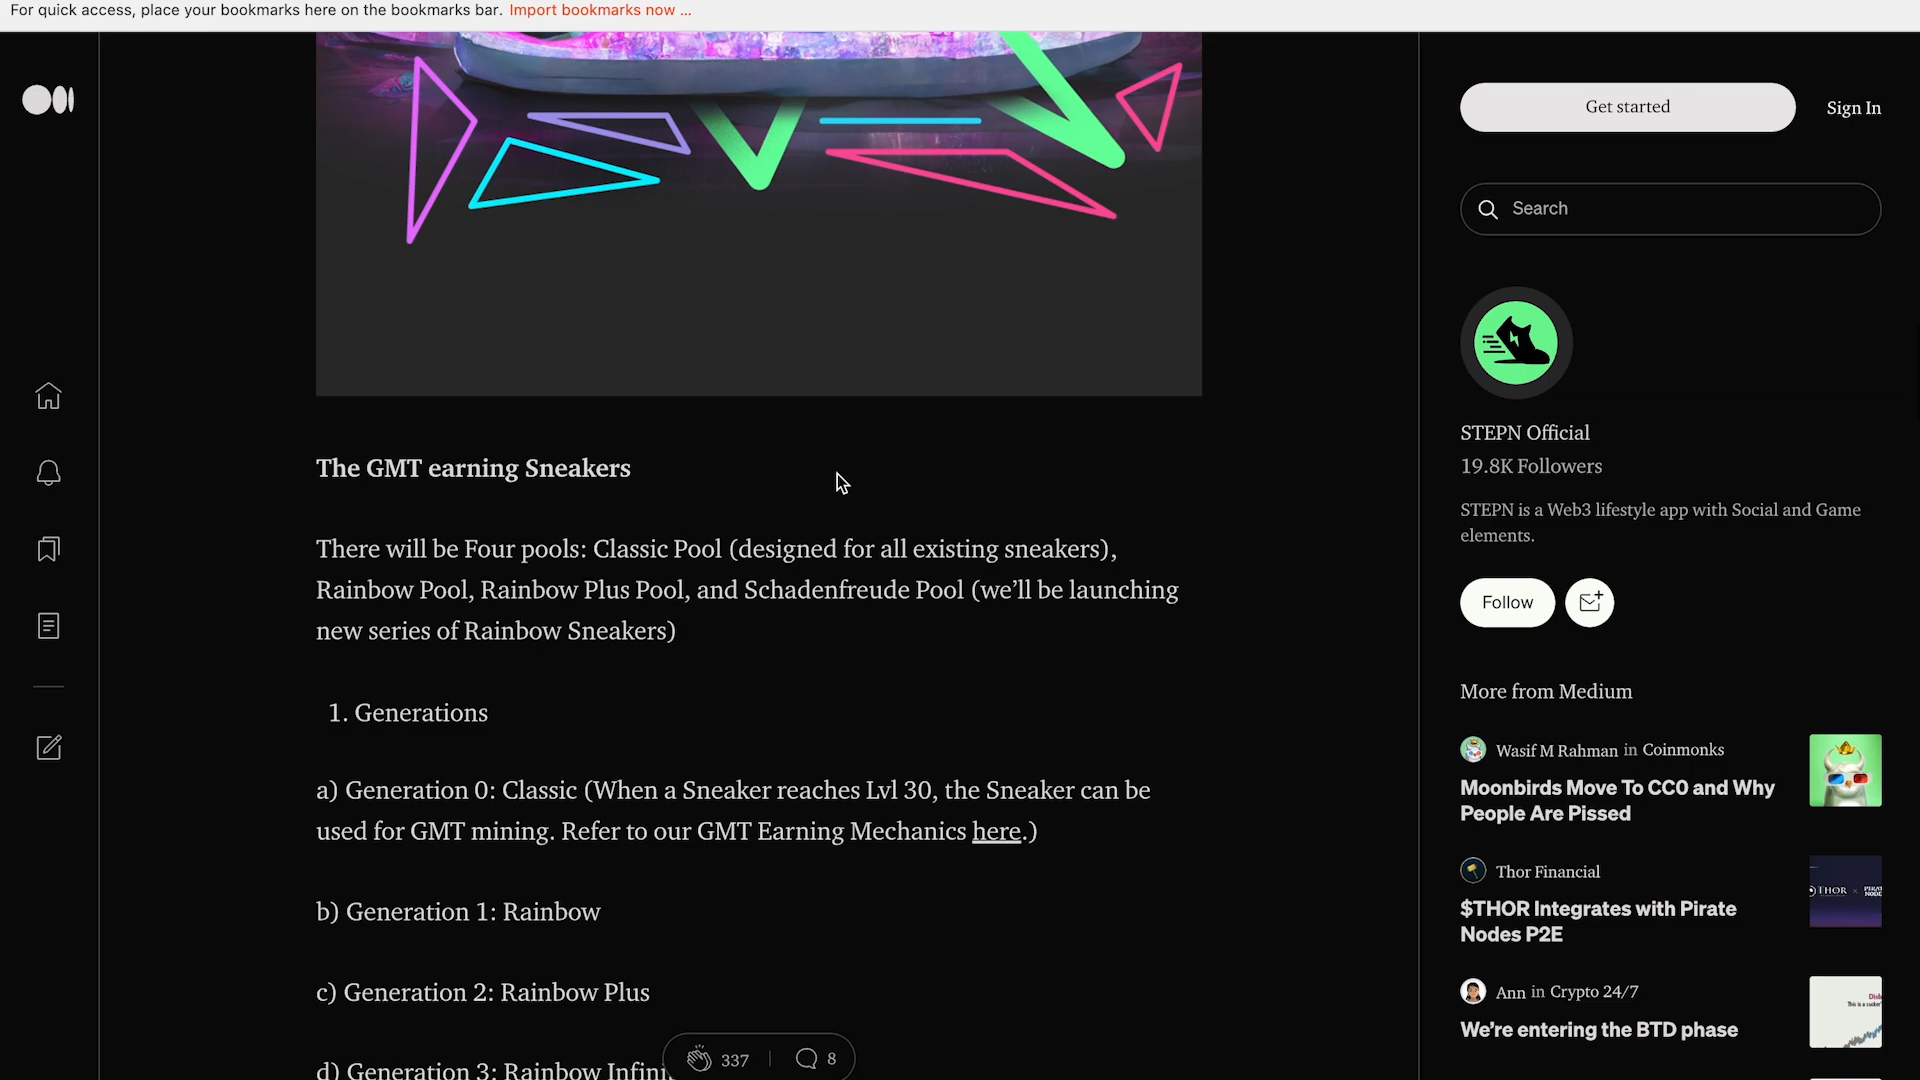 For quick access, place your bookmarks here on the bookmarks bar. Import bookmarks now ...
Get started
Sign In
Search
STEPN Official
19.8K Followers
STEPN is a Web3 lifestyle app with Social and Game
elements.
Follow
More from Medium
Wasif M Rahman in Coinmonks
Moonbirds Move To CC0 and Why
People Are Pissed
Thor Financial
$THOR Integrates with Pirate
Nodes P2E
THOR
Ann in Crypto 24/7
We're entering the BTD phase
The GMT earning Sneakers
There will be Four pools: Classic Pool (designed for all existing sneakers),
Rainbow Pool, Rainbow Plus Pool, and Schadenfreude Pool (we'll be launching
new series of Rainbow Sneakers)
1. Generations
a) Generation 0: Classic (When a Sneaker reaches Lvl 30, the Sneaker can be
used for GMT mining. Refer to our GMT Earning Mechanics here.)
b) Generation 1: Rainbow
c) Generation 2: Rainbow Plus
d) Generation 3: Rainbow
337
8